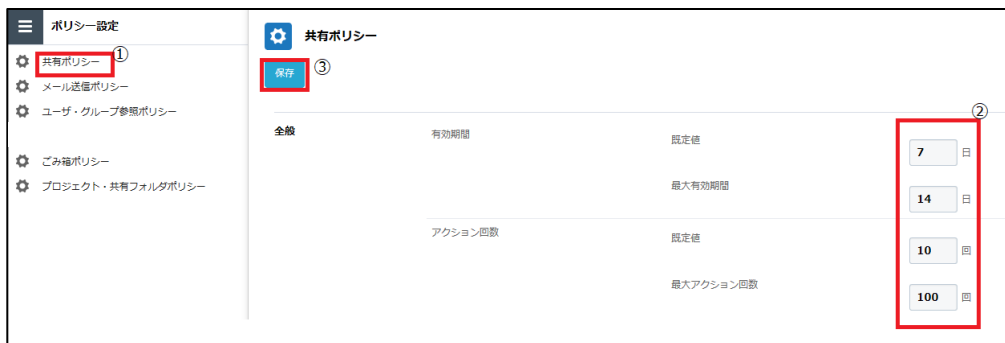 ポリシー設定
共有ポリシー ①
メール送信ポリシー
ユーザ・グループ参照ポリシー
ごみ箱ポリシー
プロジェクト・共有フォルダポリシー
共有ポリシー
保存 ③
②
全般 有効期間 既定値 7 日
最大有効期間 14 日
アクション回数 既定値 10 回
最大アクション回数 100 回